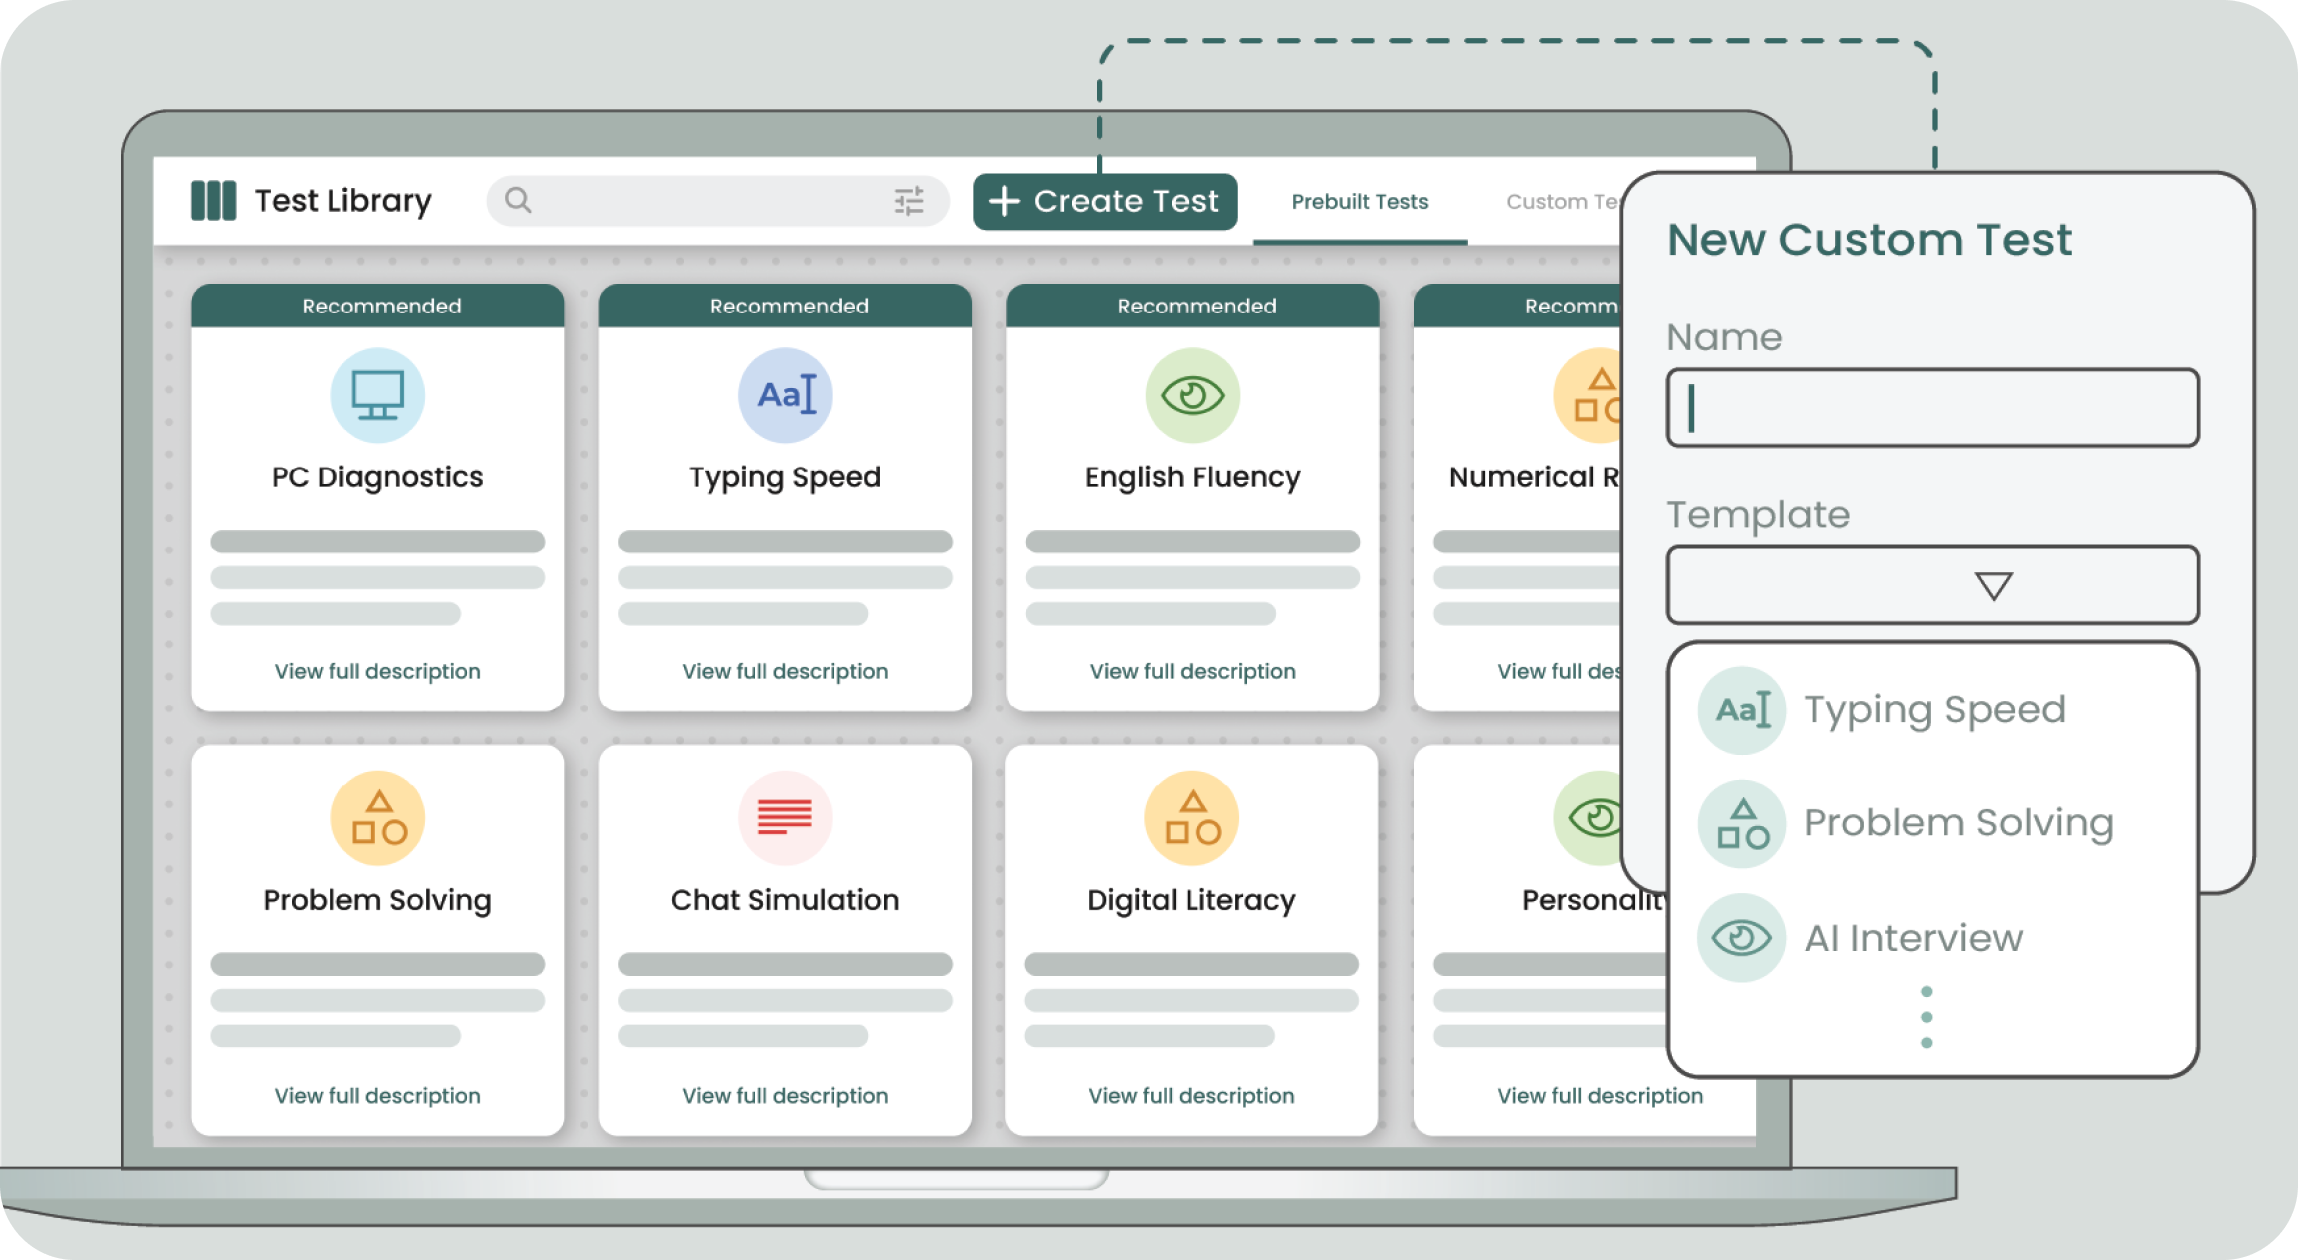 Test Library
+ Create Test
Prebuilt Tests
Custom Te
New Custom Test
Name
Template
Aa Typing Speed
Problem Solving
AI Interview
Recommended
Recommended
Recommended
Recomm
PC Diagnostics
Aa
Typing Speed
English Fluency
Numerical R
View full description
View full description
View full description
View full des
Problem Solving
Chat Simulation
Digital Literacy
Personality
View full description
View full description
View full description
View full description